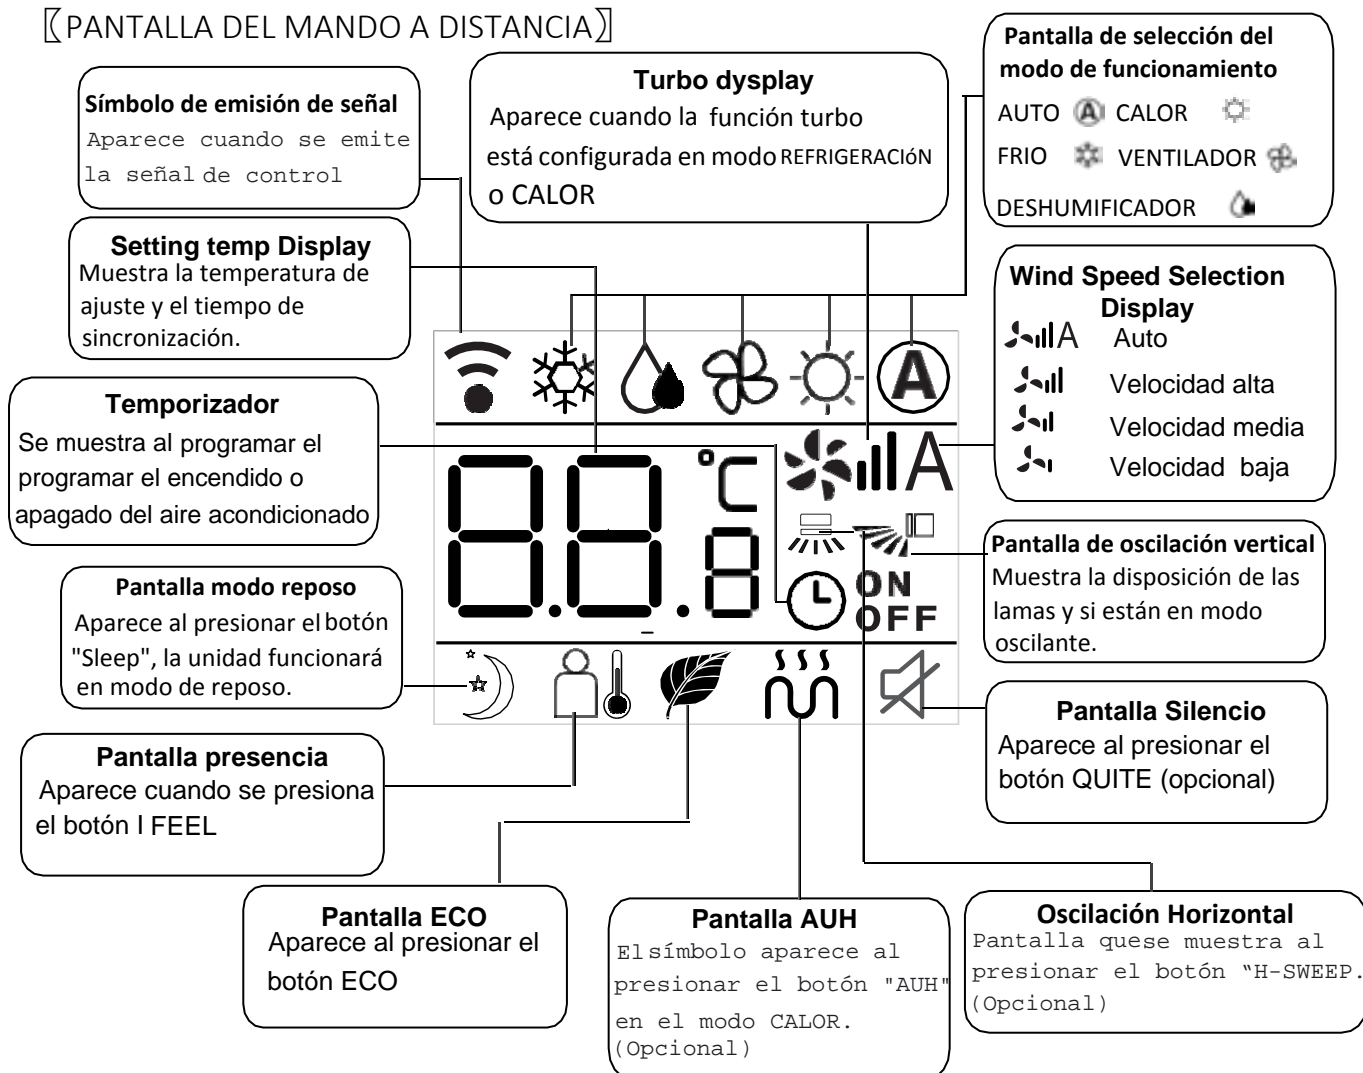 〖PANTALLA DEL MANDO A DISTANCIA〗
Símbolo de emisión de señal
Aparece cuando se emite
la señal de control
Turbo dysplay
Aparece cuando la función turbo
está configurada en modo REFRIGERACIÓN
o CALOR
Pantalla de selección del
modo de funcionamiento
AUTO A CALOR
FRIO VENTILADOR
DESHUMIFICADOR
Setting temp Display
Muestra la temperatura de
ajuste y el tiempo de
sincronización.
Wind Speed Selection
Display
A Auto
Velocidad alta
Velocidad media
Velocidad baja
Temporizador
Se muestra al programar el
programar el encendido o
apagado del aire acondicionado
A
8.8.8 °C
A
ON
OFF
Pantalla de oscilación vertical
Muestra la disposición de las
lamas y si están en modo
oscilante.
Pantalla modo reposo
Aparece al presionar el botón
"Sleep", la unidad funcionará
en modo de reposo.
Pantalla Silencio
Aparece al presionar el
botón QUITE (opcional)
Pantalla presencia
Aparece cuando se presiona
el botón I FEEL
Pantalla ECO
Aparece al presionar el
botón ECO
Pantalla AUH
El símbolo aparece al
presionar el botón "AUH"
en el modo CALOR.
(Opcional)
Oscilación Horizontal
Pantalla quese muestra al
presionar el botón “H-SWEEP.
(Opcional)